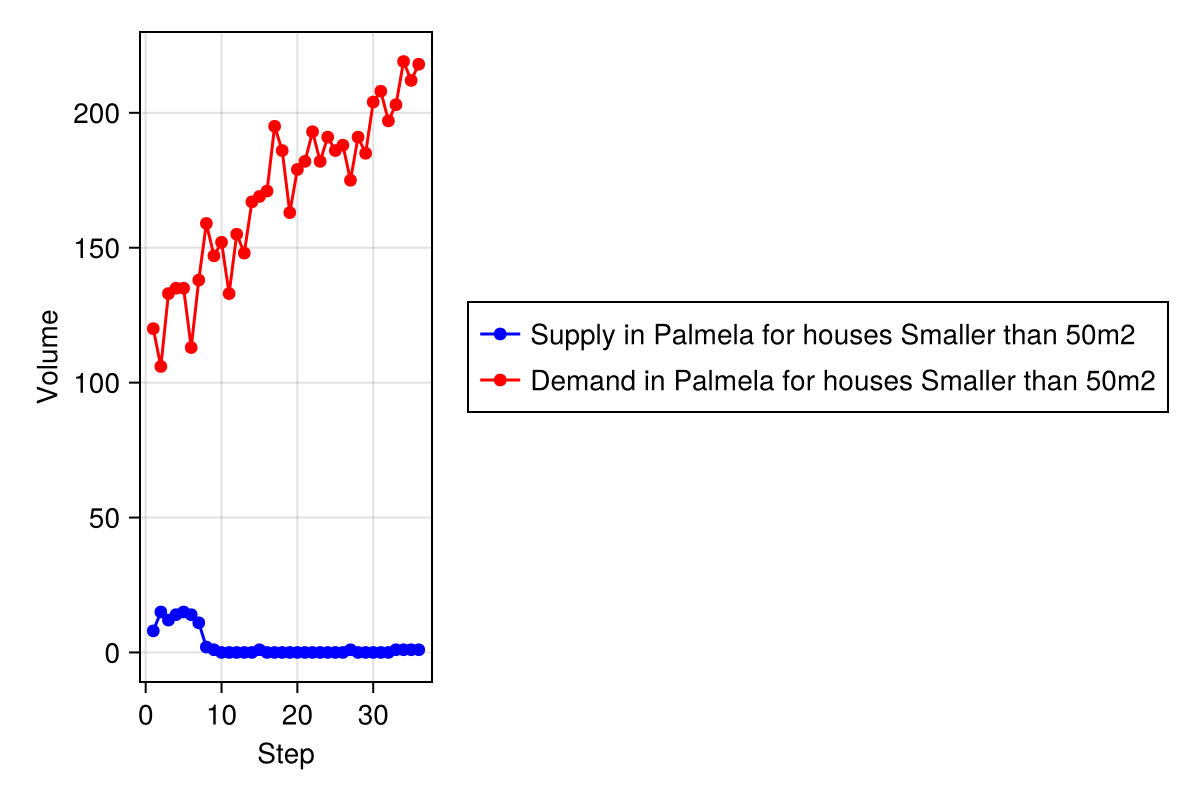 200
150
100
50
0
Volume
0 10 20 30
Step
Supply in Palmela for houses Smaller than 50m2
Demand in Palmela for houses Smaller than 50m2